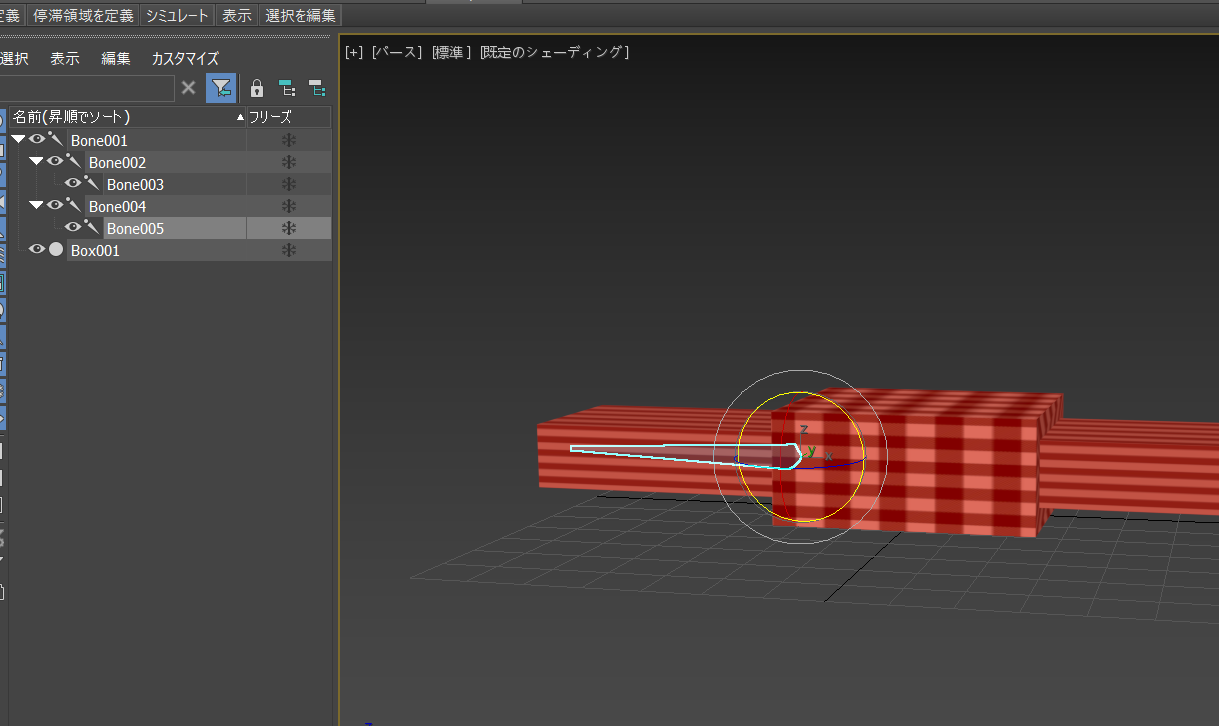 定義 停滞領域を定義 シミュレート 表示 選択を編集
選択 表示 編集 カスタマイズ
[+] [パース] [標準] [既定のシェーディング]
名前(昇順でソート) フリーズ
Bone001
Bone002
Bone003
Bone004
Bone005
Box001
z
y
x